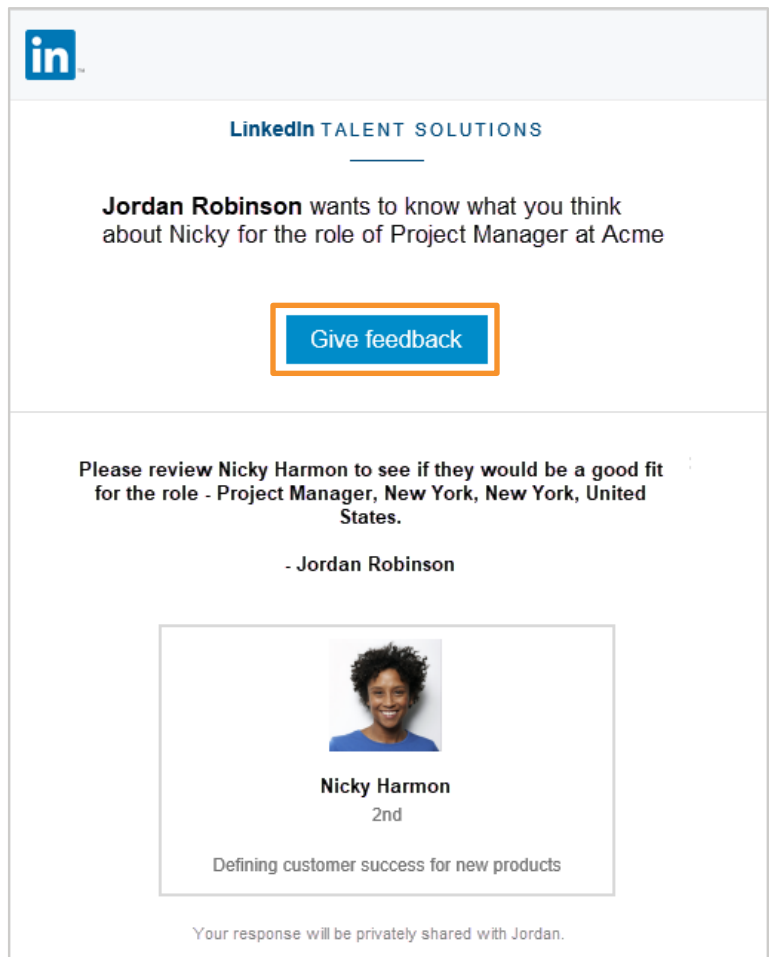 in ™
LinkedIn TALENT SOLUTIONS
Jordan Robinson wants to know what you think
about Nicky for the role of Project Manager at Acme
Give feedback
Please review Nicky Harmon to see if they would be a good fit
for the role - Project Manager, New York, New York, United
States.
- Jordan Robinson
Nicky Harmon
2nd
Defining customer success for new products
Your response will be privately shared with Jordan.